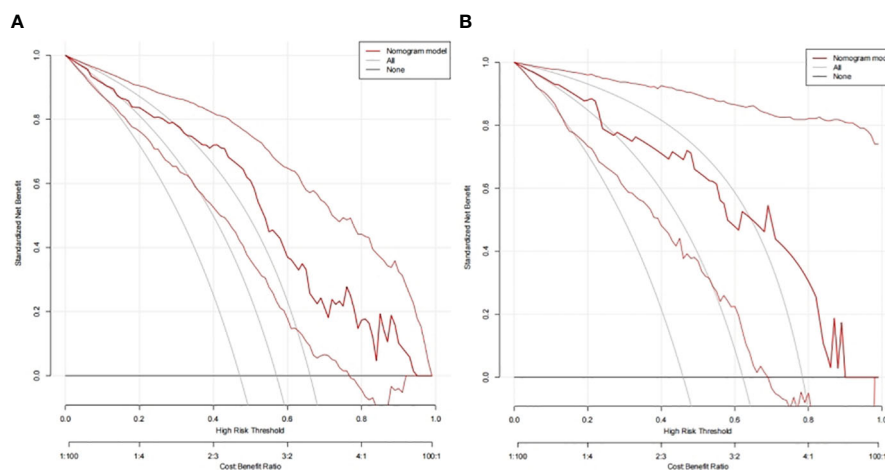 A
Nomogram model
All
None
Standardized Net Benefit
1.0
0.8
0.6
0.4
0.2
0.0
0.0 0.2 0.4 0.6 0.8 1.0
High Risk Threshold
1:100 1:4 2:3 3:2 4:1 100:1
Cost:Benefit Ratio
B
Nomogram mod
All
None
Standardized Net Benefit
1.0
0.8
0.6
0.4
0.2
0.0
0.0 0.2 0.4 0.6 0.8 1.0
High Risk Threshold
1:100 1:4 2:3 3:2 4:1 100:1
Cost:Benefit Ratio